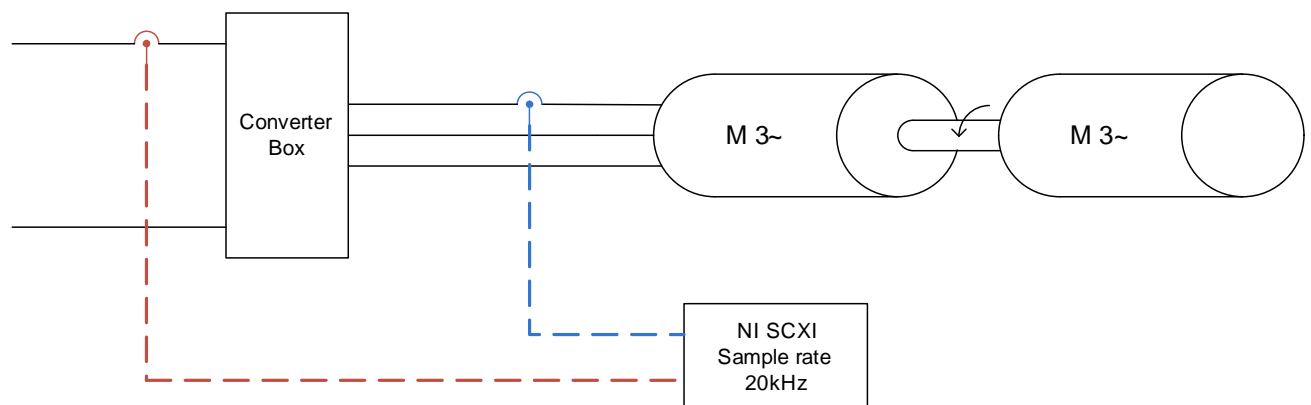 Converter
Box
M 3~
M 3~
NI SCXI
Sample rate
20kHz